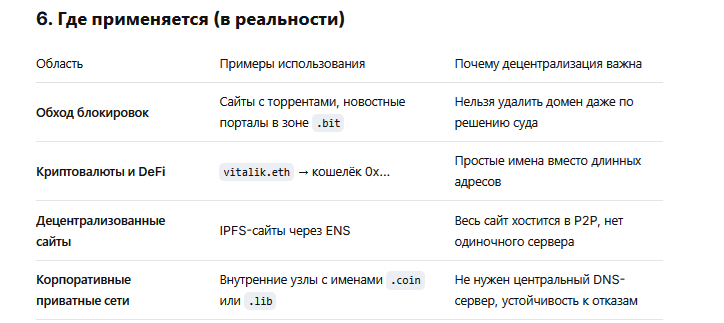 6. Где применяется (в реальности)
Область Примеры использования Почему децентрализация важна
Обход блокировок Сайты с торрентами, новостные порталы в зоне .bit Нельзя удалить домен даже по решению суда
Криптовалюты и DeFi vitalik.eth → кошелёк 0x... Простые имена вместо длинных адресов
Децентрализованные сайты IPFS-сайты через ENS Весь сайт хостится в P2P, нет одиночного сервера
Корпоративные приватные сети Внутренние узлы с именами .coin или .lib Не нужен центральный DNS-сервер, устойчивость к отказам